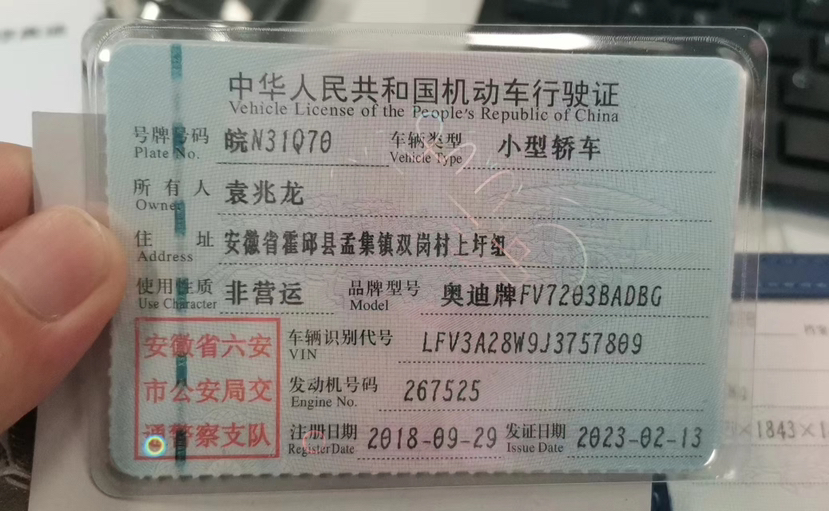 中华人民共和国机动车行驶证
Vehicle License of the People's Republic of China
号牌号码 皖N31Q70 车辆类型 小型轿车
Plate No. Vehicle Type
所有人 袁兆龙
Owner
住址 安徽省霍邱县孟集镇双岗村上圩组
Address
使用性质 非营运 品牌型号 奥迪牌FV7203BADBG
Use Character Model
安徽省六安
市公安局交
通警察支队
车辆识别代号 LFV3A28W9J3757809
VIN
发动机号码 267525
Engine No.
注册日期 2018-09-29 发证日期 2023-02-13
Register Date Issue Date
×1843×1